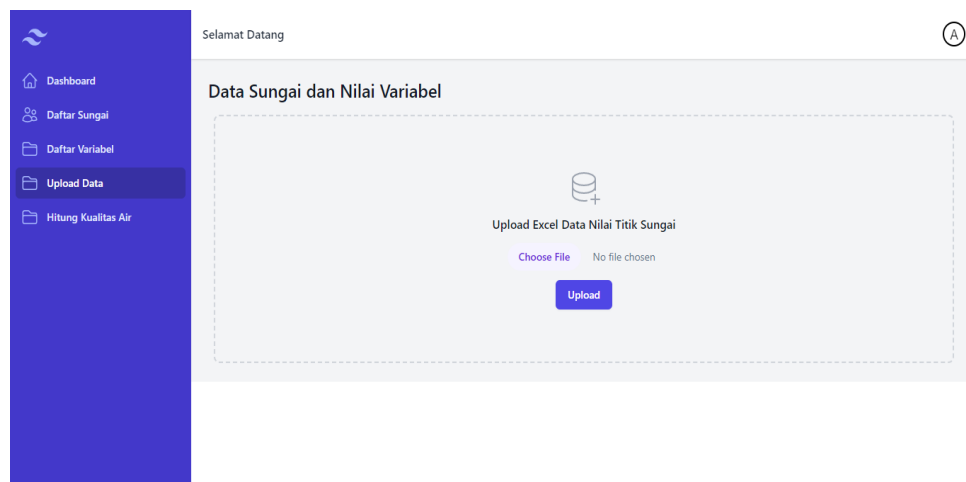 Selamat Datang
A
Dashboard
Daftar Sungai
Daftar Variabel
Upload Data
Hitung Kualitas Air
Data Sungai dan Nilai Variabel
Upload Excel Data Nilai Titik Sungai
Choose File No file chosen
Upload